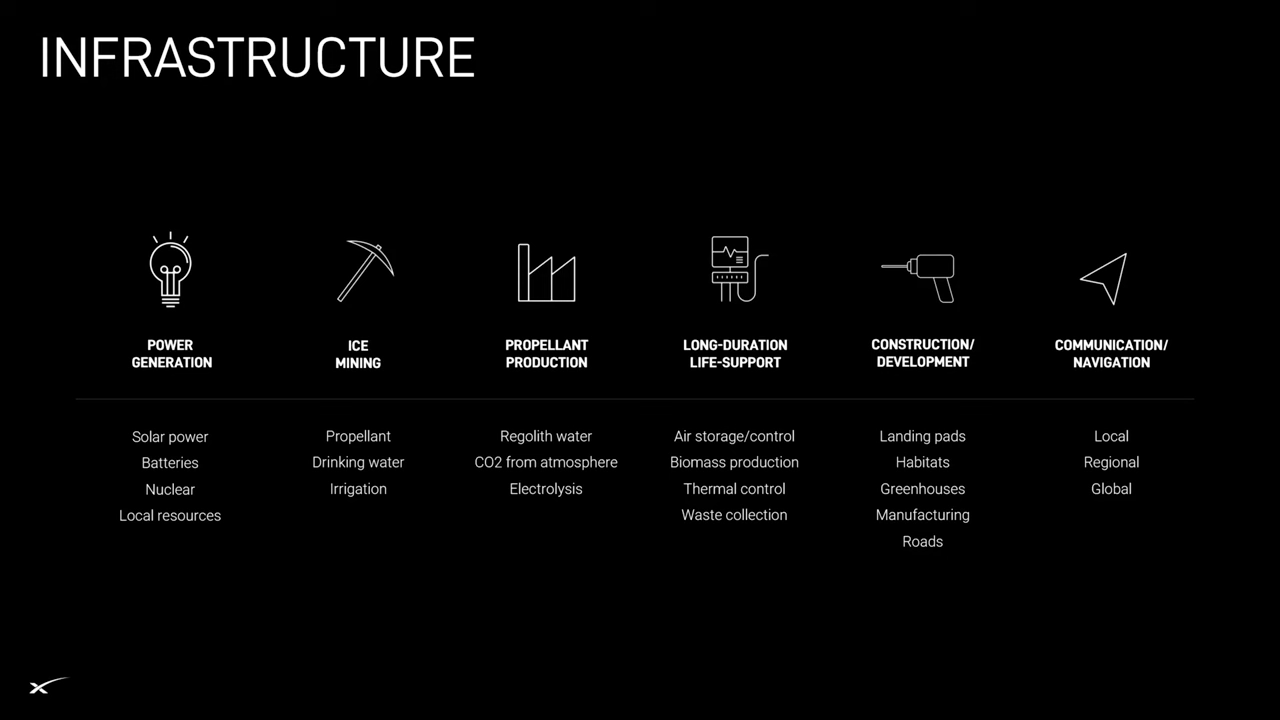 INFRASTRUCTURE
POWER
GENERATION
Solar power
Batteries
Nuclear
Local resources
ICE
MINING
Propellant
Drinking water
Irrigation
PROPELLANT
PRODUCTION
Regolith water
CO2 from atmosphere
Electrolysis
LONG-DURATION
LIFE-SUPPORT
Air storage/control
Biomass production
Thermal control
Waste collection
CONSTRUCTION/
DEVELOPMENT
Landing pads
Habitats
Greenhouses
Manufacturing
Roads
COMMUNICATION/
NAVIGATION
Local
Regional
Global